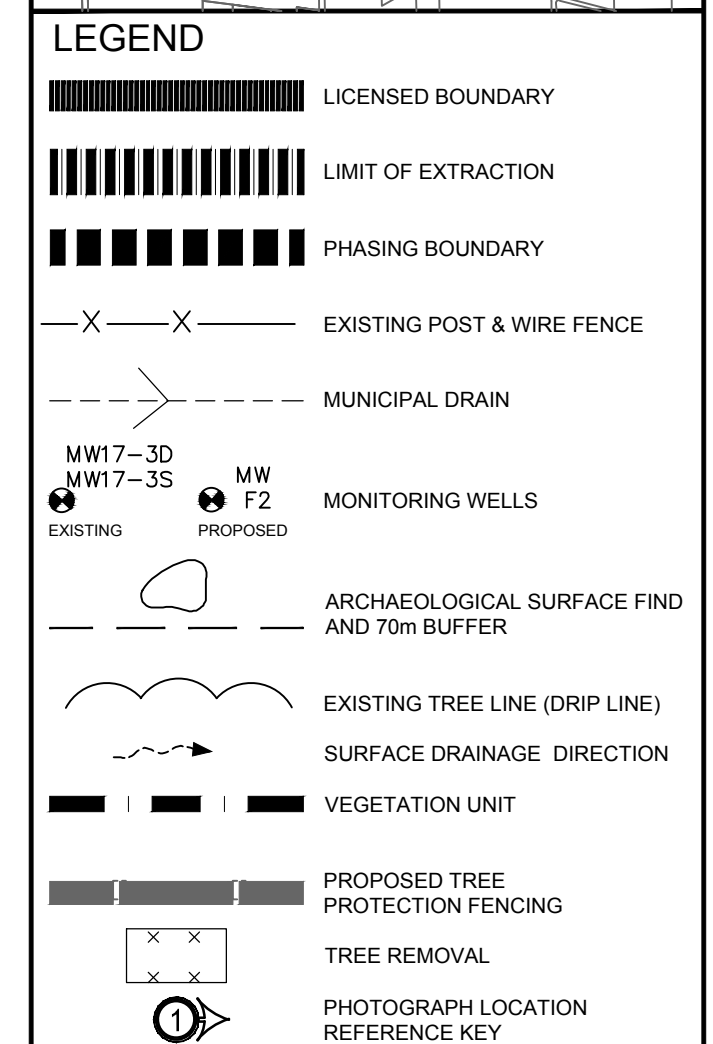 LEGEND
LICENSED BOUNDARY
LIMIT OF EXTRACTION
PHASING BOUNDARY
X X EXISTING POST & WIRE FENCE
MUNICIPAL DRAIN
MW17-3D
MW17-3S
MW
F2
EXISTING
PROPOSED
MONITORING WELLS
ARCHAEOLOGICAL SURFACE FIND
AND 70m BUFFER
EXISTING TREE LINE (DRIP LINE)
SURFACE DRAINAGE DIRECTION
VEGETATION UNIT
PROPOSED TREE
PROTECTION FENCING
TREE REMOVAL
1
PHOTOGRAPH LOCATION
REFERENCE KEY